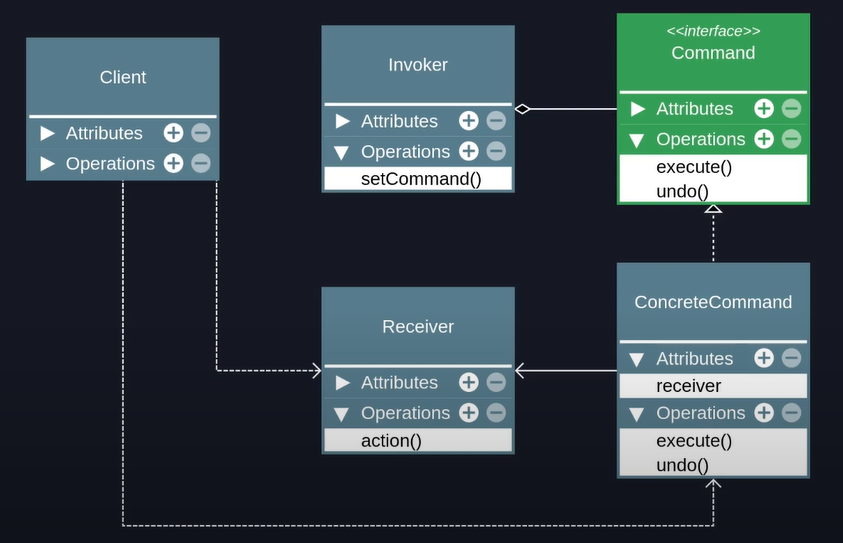 Client
Attributes
Operations
Invoker
Attributes
Operations
setCommand()
<<interface>>
Command
Attributes
Operations
execute()
undo()
Receiver
Attributes
Operations
action()
ConcreteCommand
Attributes
receiver
Operations
execute()
undo()